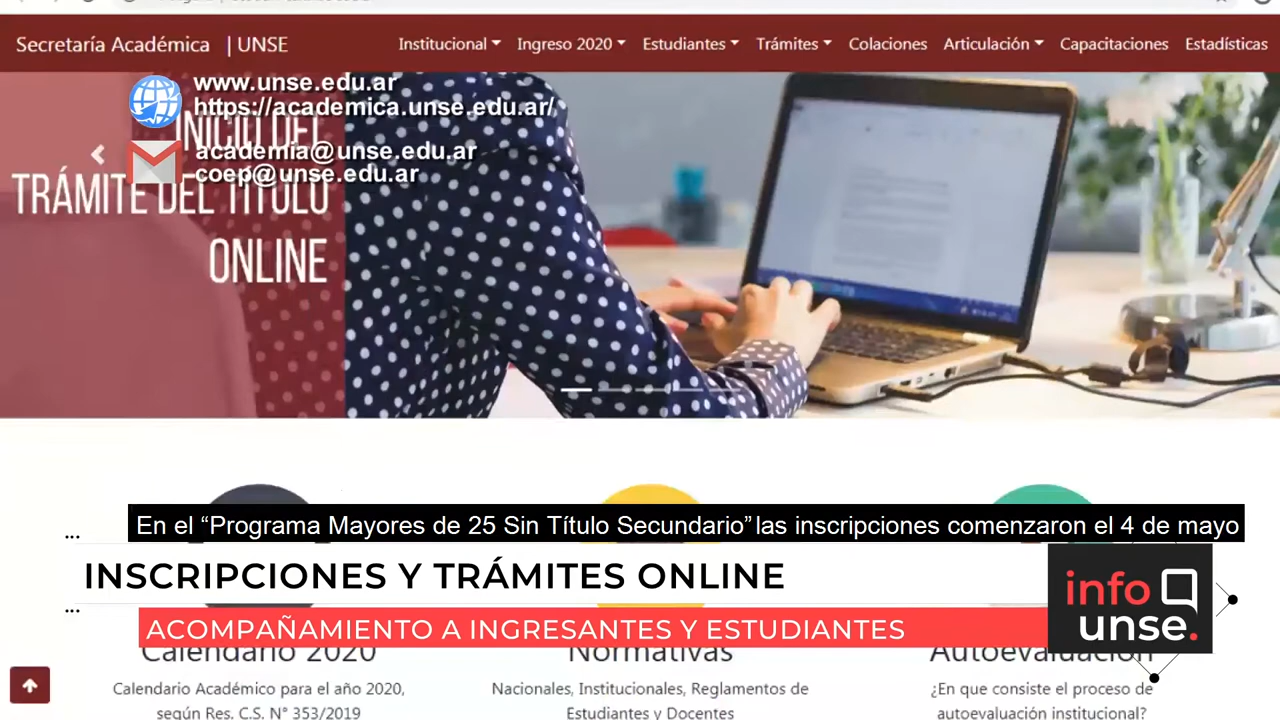 Secretaría Académica | UNSE
Institucional Ingreso 2020 Estudiantes Trámites Colaciones Articulación Capacitaciones Estadísticas
www.unse.edu.ar
https://academica.unse.edu.ar/
INICIO DEL
academia@unse.edu.ar
coep@unse.edu.ar
TRÁMITE DEL TÍTULO
ONLINE
En el “Programa Mayores de 25 Sin Título Secundario” las inscripciones comenzaron el 4 de mayo
INSCRIPCIONES Y TRÁMITES ONLINE
ACOMPAÑAMIENTO A INGRESANTES Y ESTUDIANTES
info
unse.
Calendario 2020
Normativas
Autoevaluación
Calendario Académico para el año 2020,
según Res. C.S. N° 353/2019
Nacionales, Institucionales, Reglamentos de
Estudiantes y Docentes
¿En que consiste el proceso de
autoevaluación institucional?